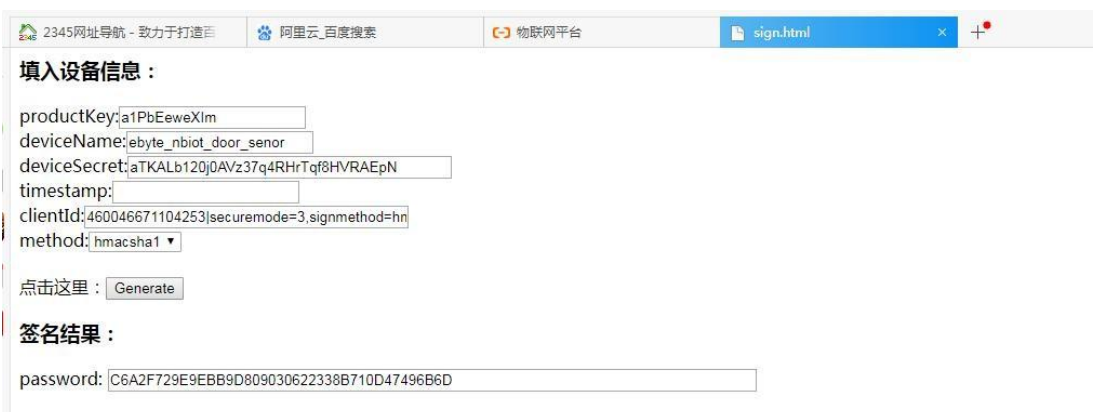 2345网址导航 - 致力于打造百
阿里云_百度搜索
物联网平台
sign.html
填入设备信息：
productKey:a1PbEeweXIm
deviceName:ebyte_nbiot_door_senor
deviceSecret:aTKALb120j0AVz37q4RHrTqf8HVRAEpN
timestamp:
clientId:460046671104253|securemode=3,signmethod=hm
method:hmacsha1
点击这里：Generate
签名结果：
password: C6A2F729E9EBB9D809030622338B710D47496B6D